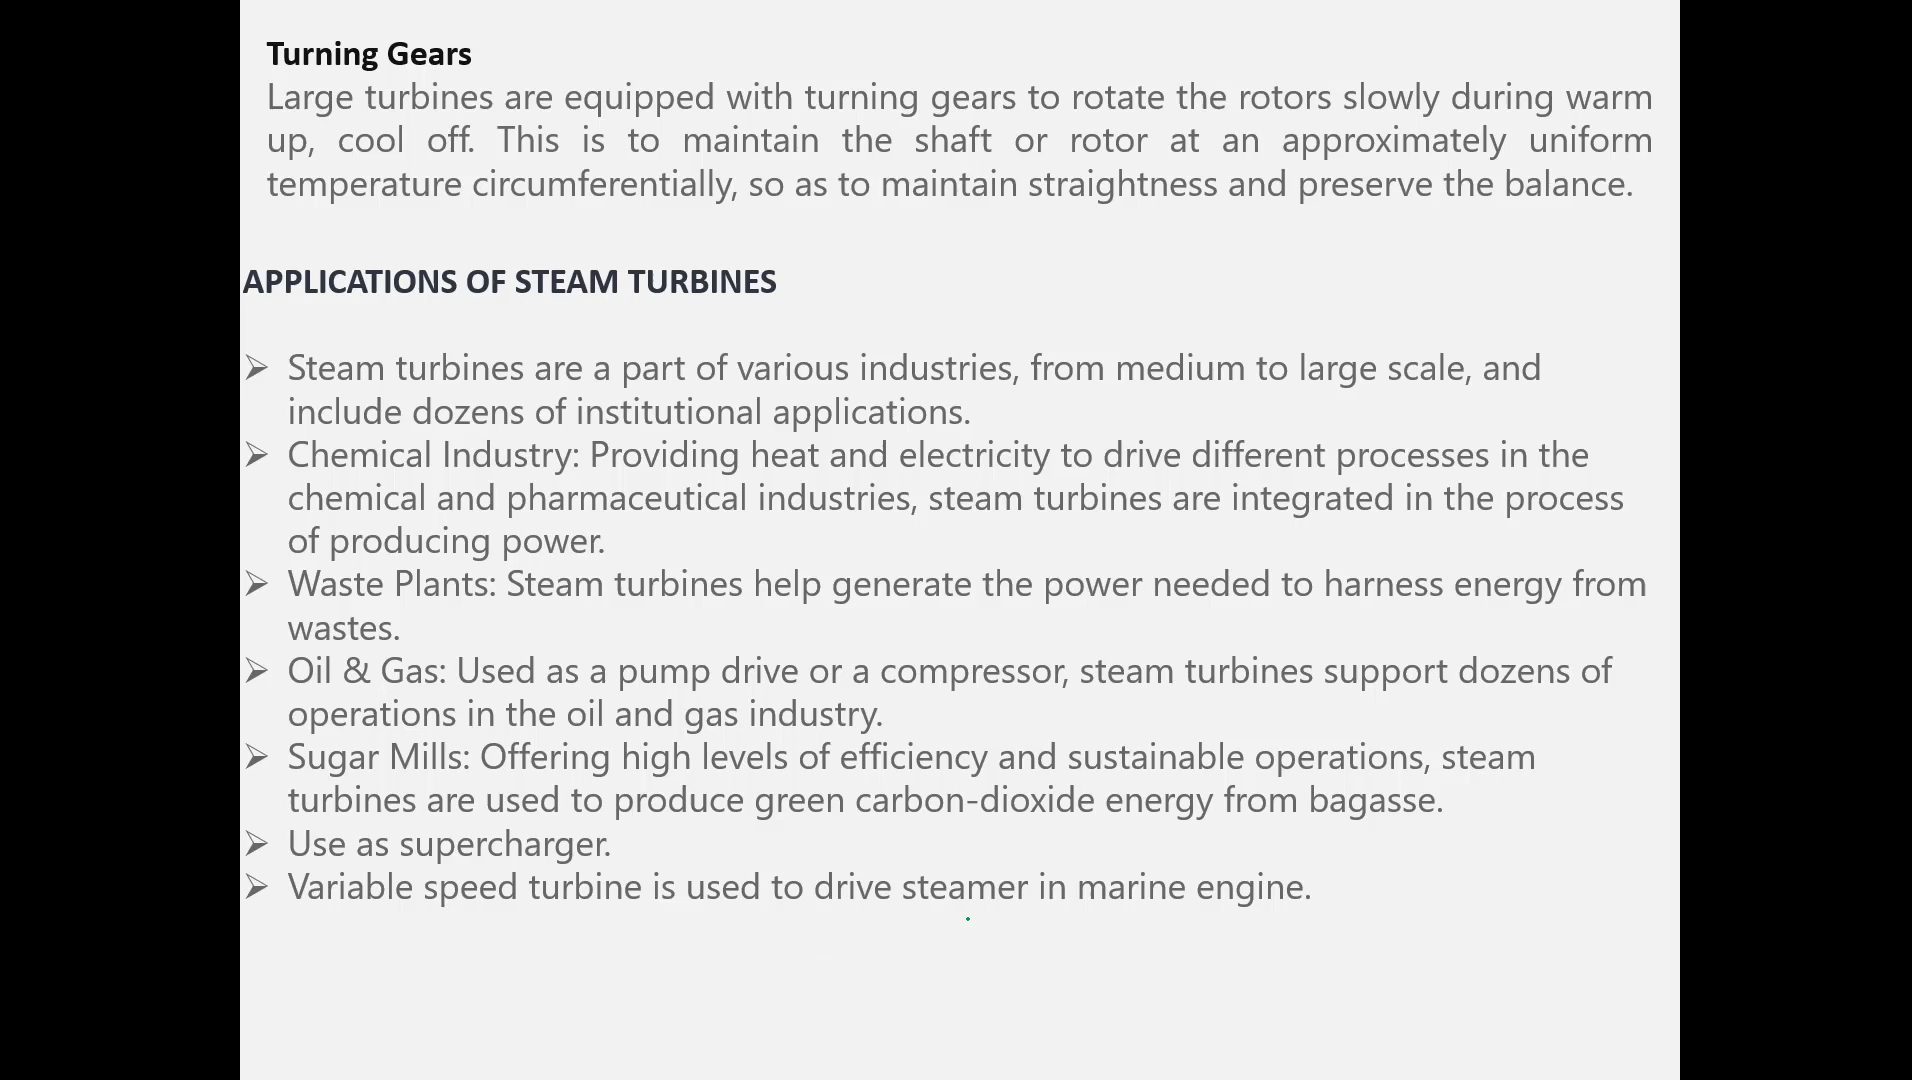 Turning Gears
Large turbines are equipped with turning gears to rotate the rotors slowly during warm
up, cool off. This is to maintain the shaft or rotor at an approximately uniform
temperature circumferentially, so as to maintain straightness and preserve the balance.
APPLICATIONS OF STEAM TURBINES
➢ Steam turbines are a part of various industries, from medium to large scale, and
include dozens of institutional applications.
➢ Chemical Industry: Providing heat and electricity to drive different processes in the
chemical and pharmaceutical industries, steam turbines are integrated in the process
of producing power.
➢ Waste Plants: Steam turbines help generate the power needed to harness energy from
wastes.
➢ Oil & Gas: Used as a pump drive or a compressor, steam turbines support dozens of
operations in the oil and gas industry.
➢ Sugar Mills: Offering high levels of efficiency and sustainable operations, steam
turbines are used to produce green carbon-dioxide energy from bagasse.
➢ Use as supercharger.
➢ Variable speed turbine is used to drive steamer in marine engine.